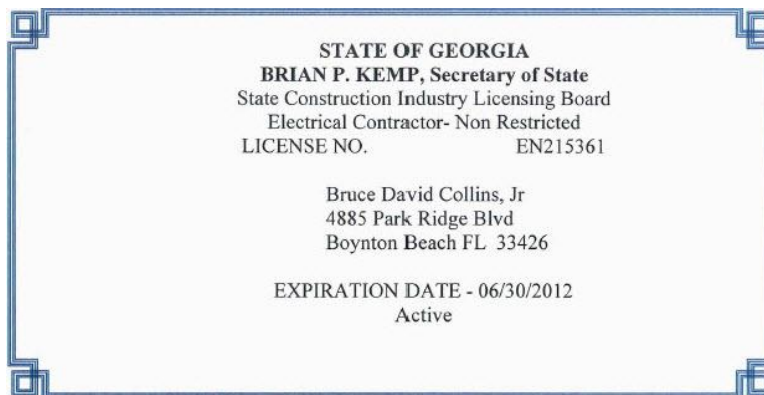 STATE OF GEORGIA
BRIAN P. KEMP, Secretary of State
State Construction Industry Licensing Board
Electrical Contractor- Non Restricted
LICENSE NO. EN215361
Bruce David Collins, Jr
4885 Park Ridge Blvd
Boynton Beach FL 33426
EXPIRATION DATE - 06/30/2012
Active